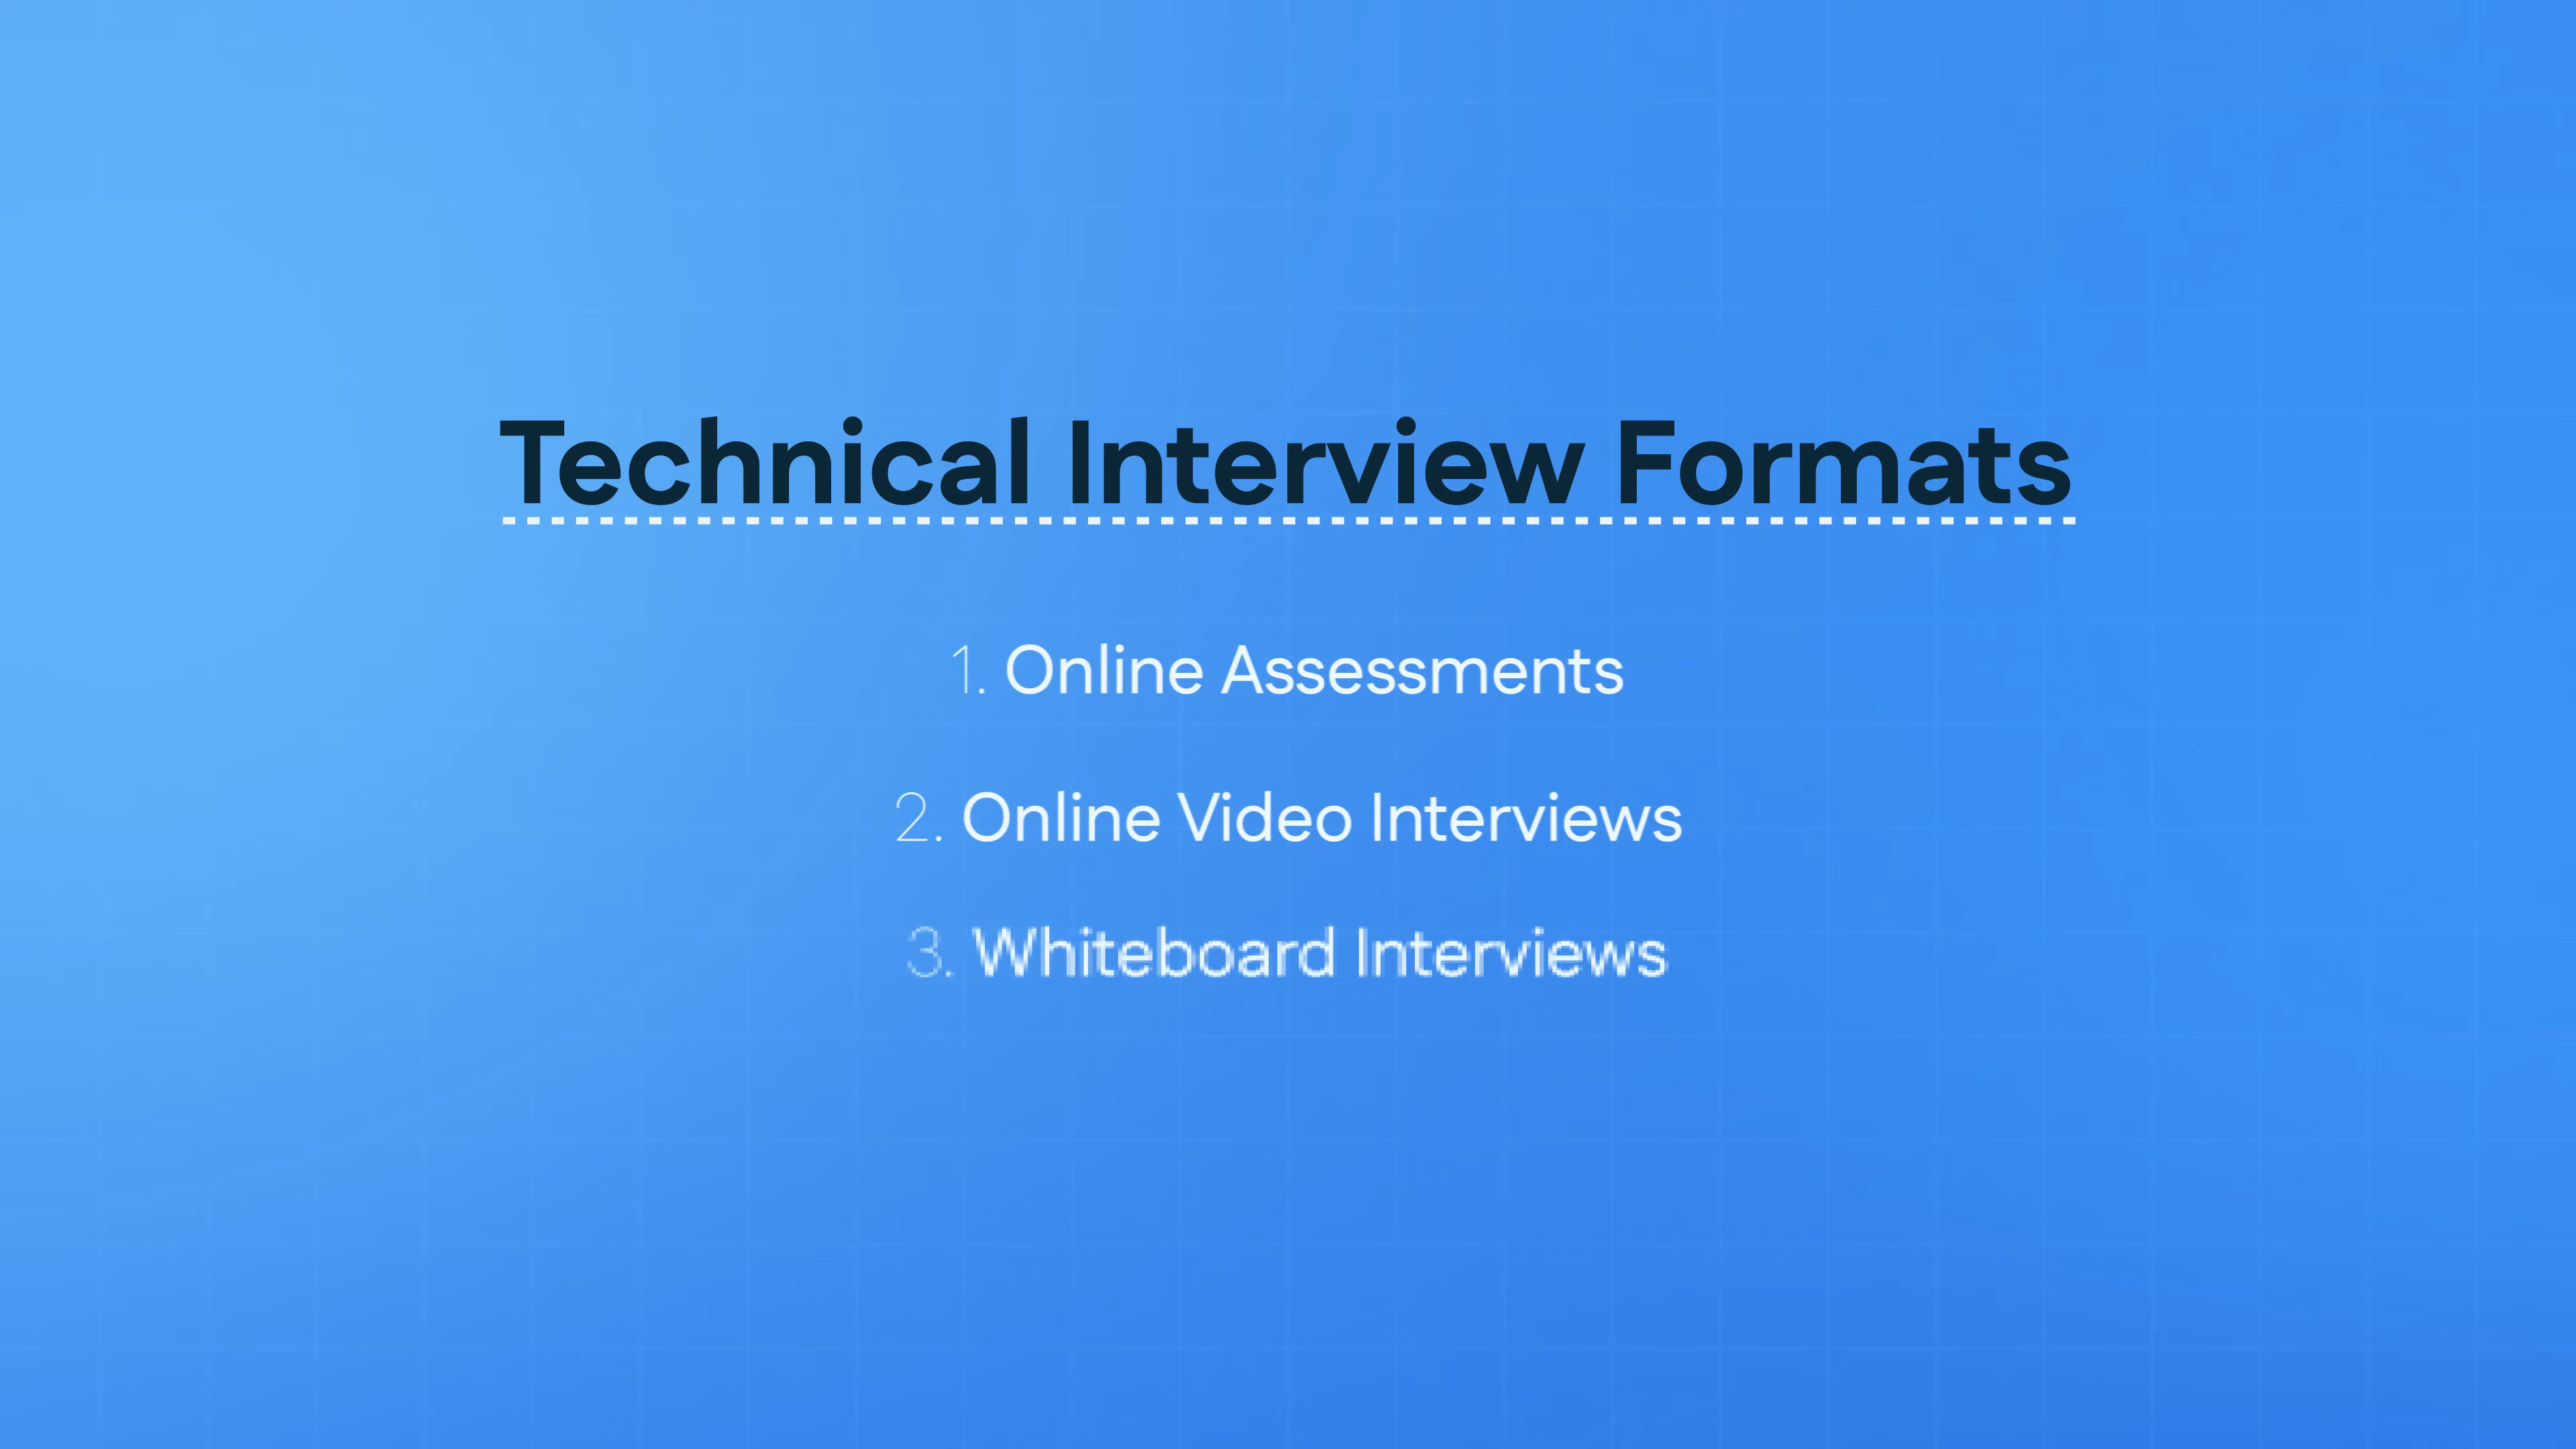 Technical Interview Formats
1. Online Assessments
2. Online Video Interviews
3. Whiteboard Interviews